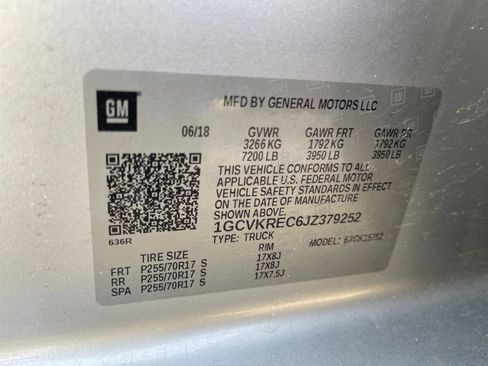 GM
MFD BY GENERAL MOTORS LLC
06/18 GVWR GAWR FRT GAWR RR
3266 KG 1792 KG 1792 KG
7200 LB 3950 LB 3950 LB
THIS VEHICLE CONFORMS TO ALL
APPLICABLE U.S. FEDERAL MOTOR
VEHICLE SAFETY STANDARDS IN EFFECT
ON THE DATE OF MANUFACTURE
SHOWN ABOVE.
1GCVKREC6JZ379252
636R TYPE: TRUCK MODEL:
TIRE SIZE RIM
FRT P255/70R17 S 17X8J
RR P255/70R17 S 17X8J
SPA P255/70R17 S 17X7.5J